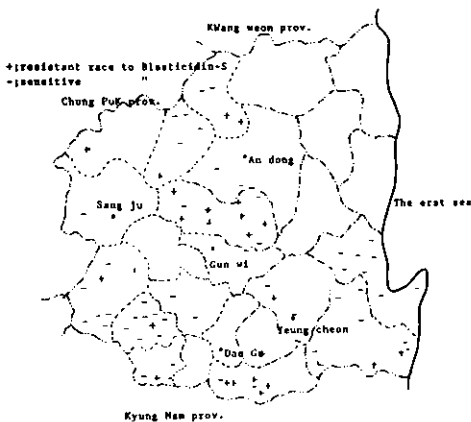 KWang weon prov.
+;resistant race to Blasticidin-S
-;sensitive "
Chung PuK prov.
An dong
Sang ju
The erst sea
Gun wi
Yeung cheon
Dae Gu
Kyung Nam prov.